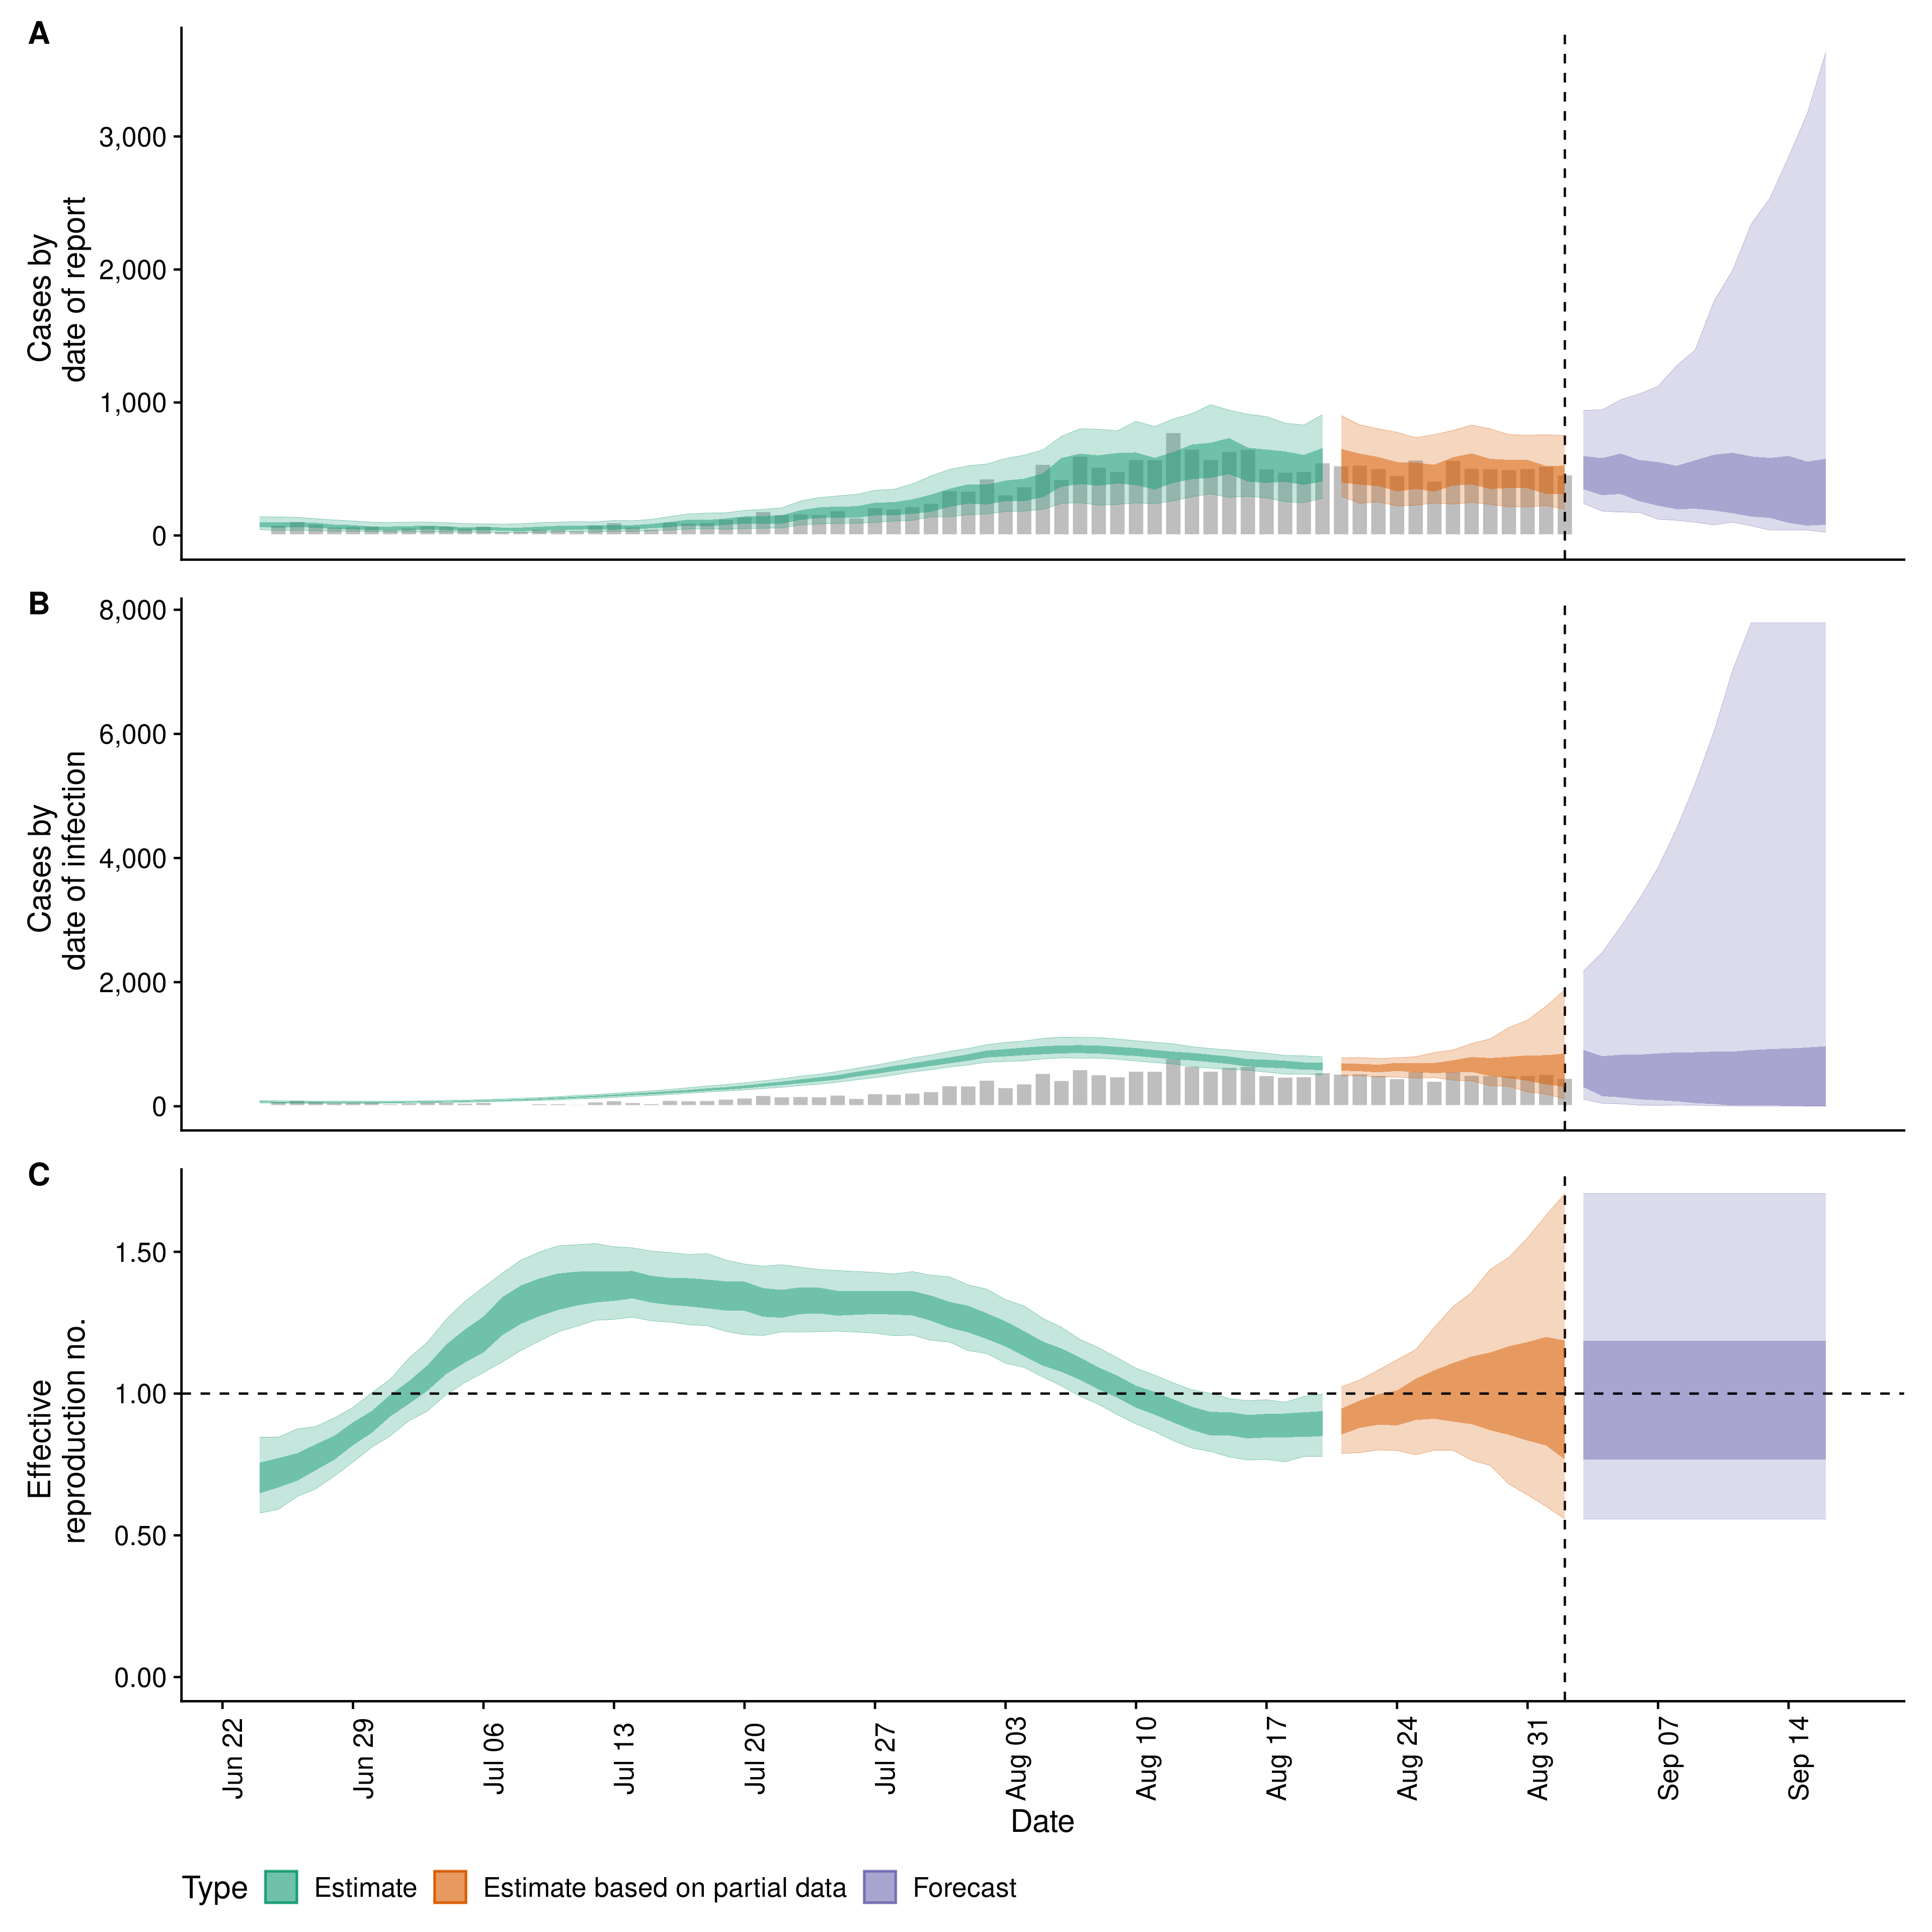 A
Cases by
date of report
3,000
2,000
1,000
0
B
Cases by
date of infection
8,000
6,000
4,000
2,000
0
C
Effective
reproduction no.
1.50
1.00
0.50
0.00
Jun 22
Jun 29
Jul 06
Jul 13
Jul 20
Jul 27
Aug 03
Aug 10
Aug 17
Aug 24
Aug 31
Sep 07
Sep 14
Date
Type Estimate Estimate based on partial data Forecast